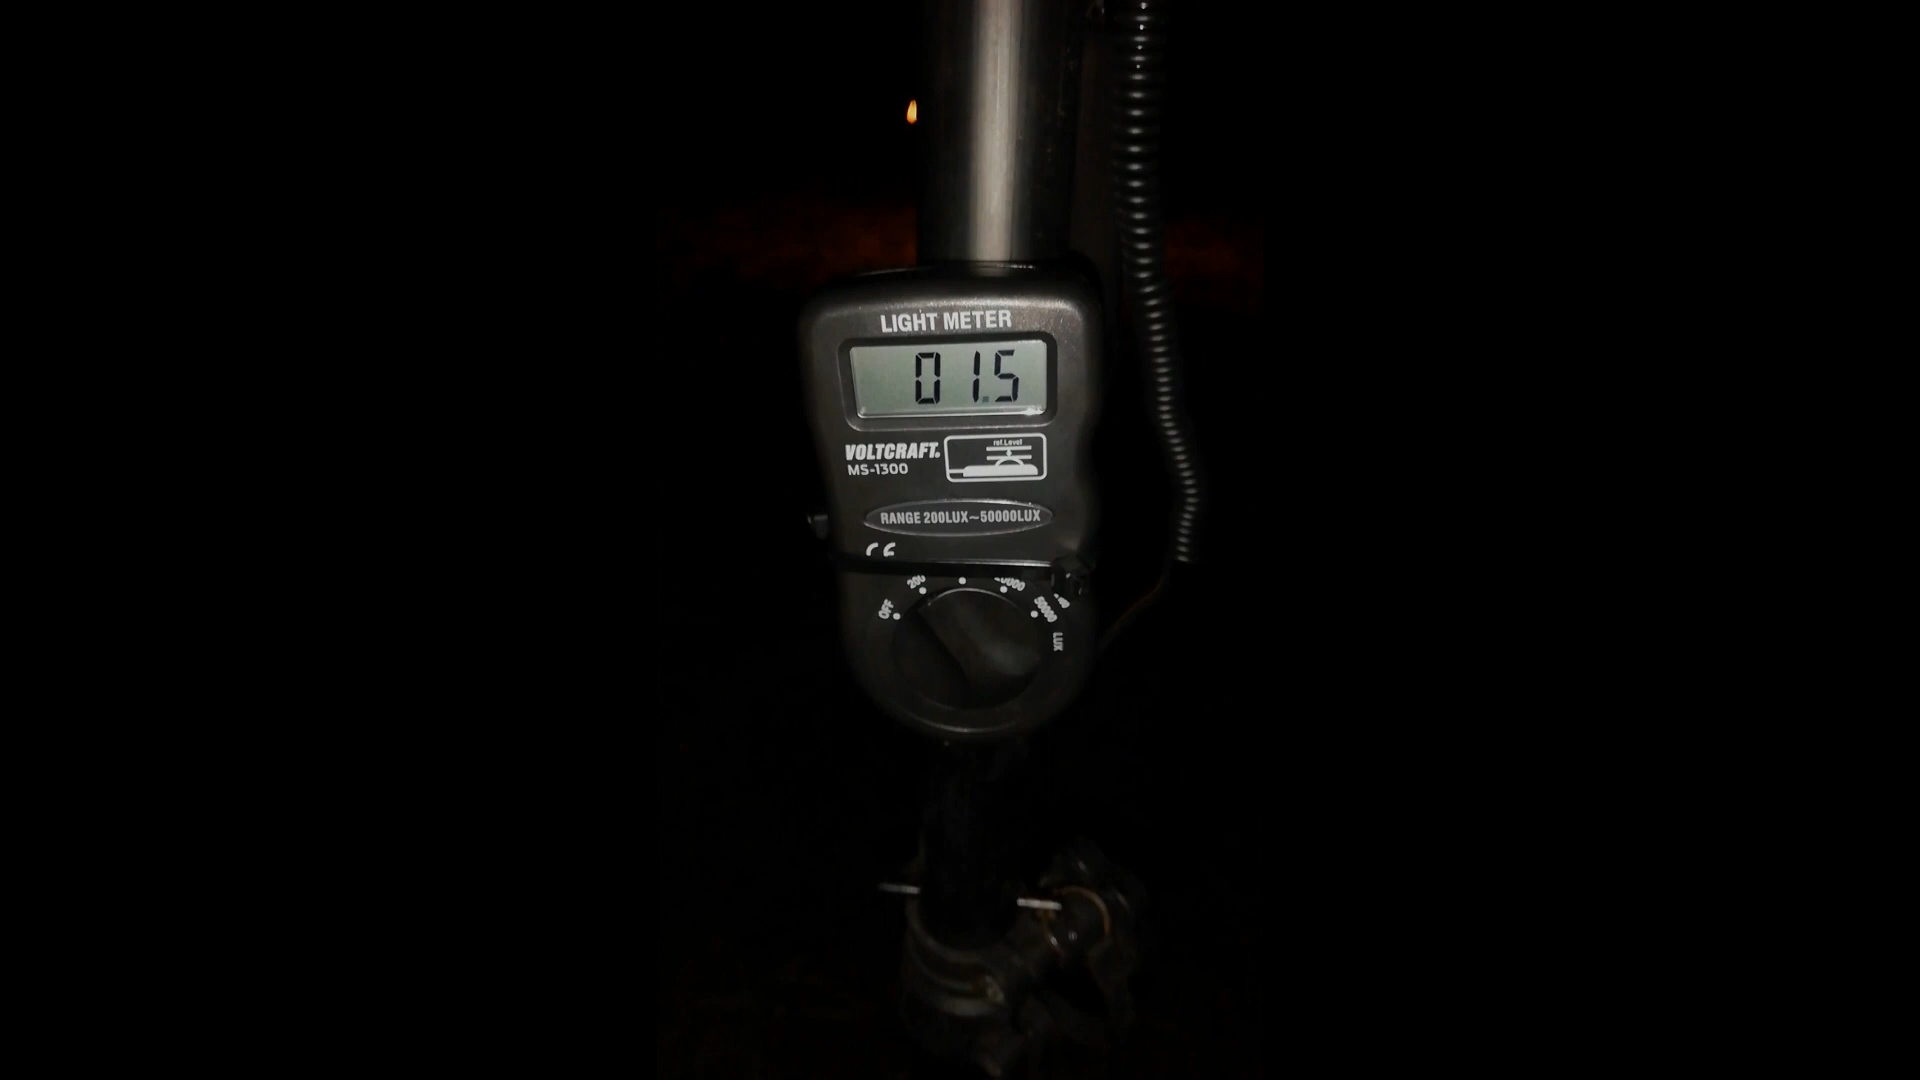 LIGHT METER
01.5
VOLTCRAFT.
MS-1300
ref.Level
RANGE 200LUX~50000LUX
CE
OFF
200
50000
LUX